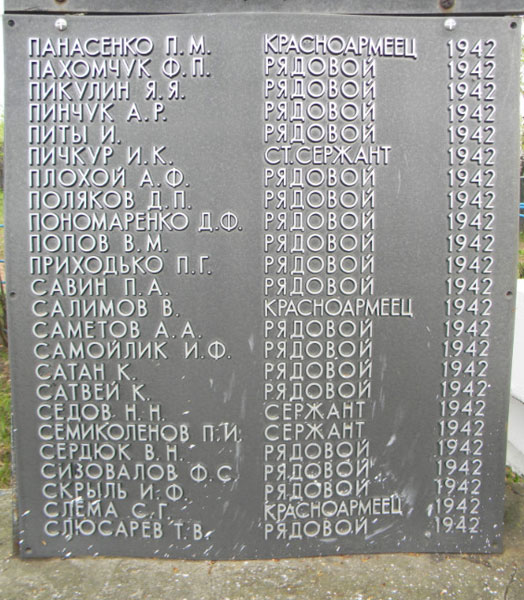 ПАНАСЕНКО П.М. КРАСНОАРМЕЕЦ 1942
ПАХОМЧУК Ф.П. РЯДОВОЙ 1942
ПИКУЛИН Я.Я. РЯДОВОЙ 1942
ПИНЧУК А.Р. РЯДОВОЙ 1942
ПИТЫ И. РЯДОВОЙ 1942
ПИЧКУР И.К. СТ.СЕРЖАНТ 1942
ПЛОХОЙ А.Ф. РЯДОВОЙ 1942
ПОЛЯКОВ Д.П. РЯДОВОЙ 1942
ПОНОМАРЕНКО Д.Ф. РЯДОВОЙ 1942
ПОПОВ В.М. РЯДОВОЙ 1942
ПРИХОДЬКО П.Г. РЯДОВОЙ 1942
САВИН П.А. РЯДОВОЙ 1942
САЛИМОВ В. КРАСНОАРМЕЕЦ 1942
САМЕТОВ А.А. РЯДОВОЙ 1942
САМОЙЛИК И.Ф. РЯДОВОЙ 1942
САТАН К. РЯДОВОЙ 1942
САТВЕЙ К. РЯДОВОЙ 1942
СЕДОВ Н.Н. СЕРЖАНТ 1942
СЕМИКОЛЕНОВ П.И. СЕРЖАНТ 1942
СЕРДЮК В.Н. РЯДОВОЙ 1942
СИЗОВАЛОВ Ф.С. РЯДОВОЙ 1942
СКРЫЛЬ И.Ф. РЯДОВОЙ 1942
СЛЕМА С.Г. КРАСНОАРМЕЕЦ 1942
СЛЮСАРЕВ Т.В. РЯДОВОЙ 1942